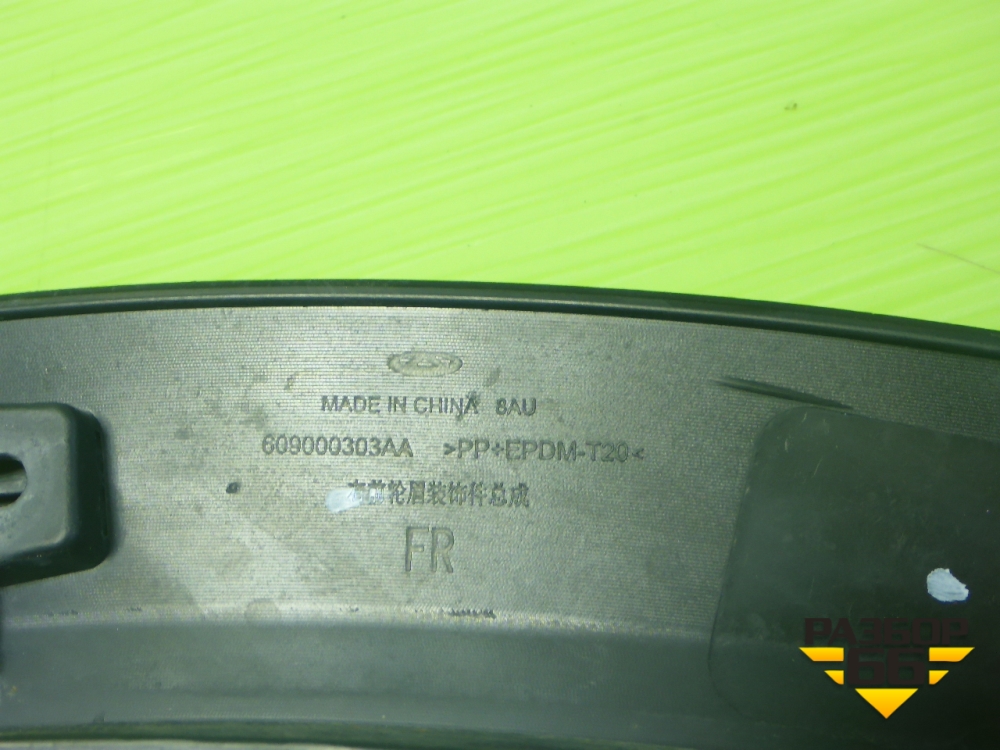 MADE IN CHINA 8AU
609000303AA >PP+EPDM-T20<
右前轮眉装饰件总成
FR
РАЗБОР
66